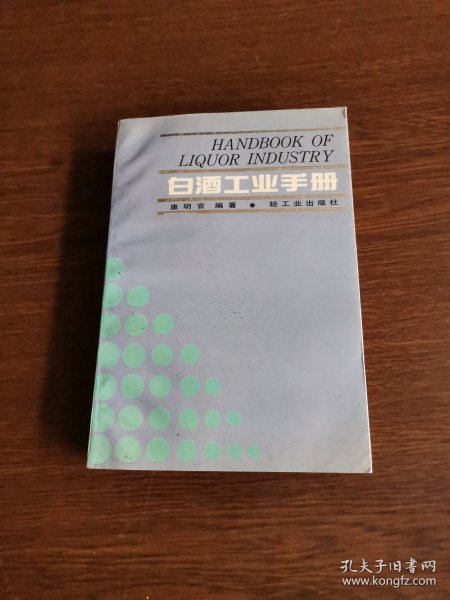 HANDBOOK OF
LIQUOR INDUSTRY
白酒工业手册
康明官 编著 • 轻工业出版社
孔夫子旧书网
www.kongfz.com